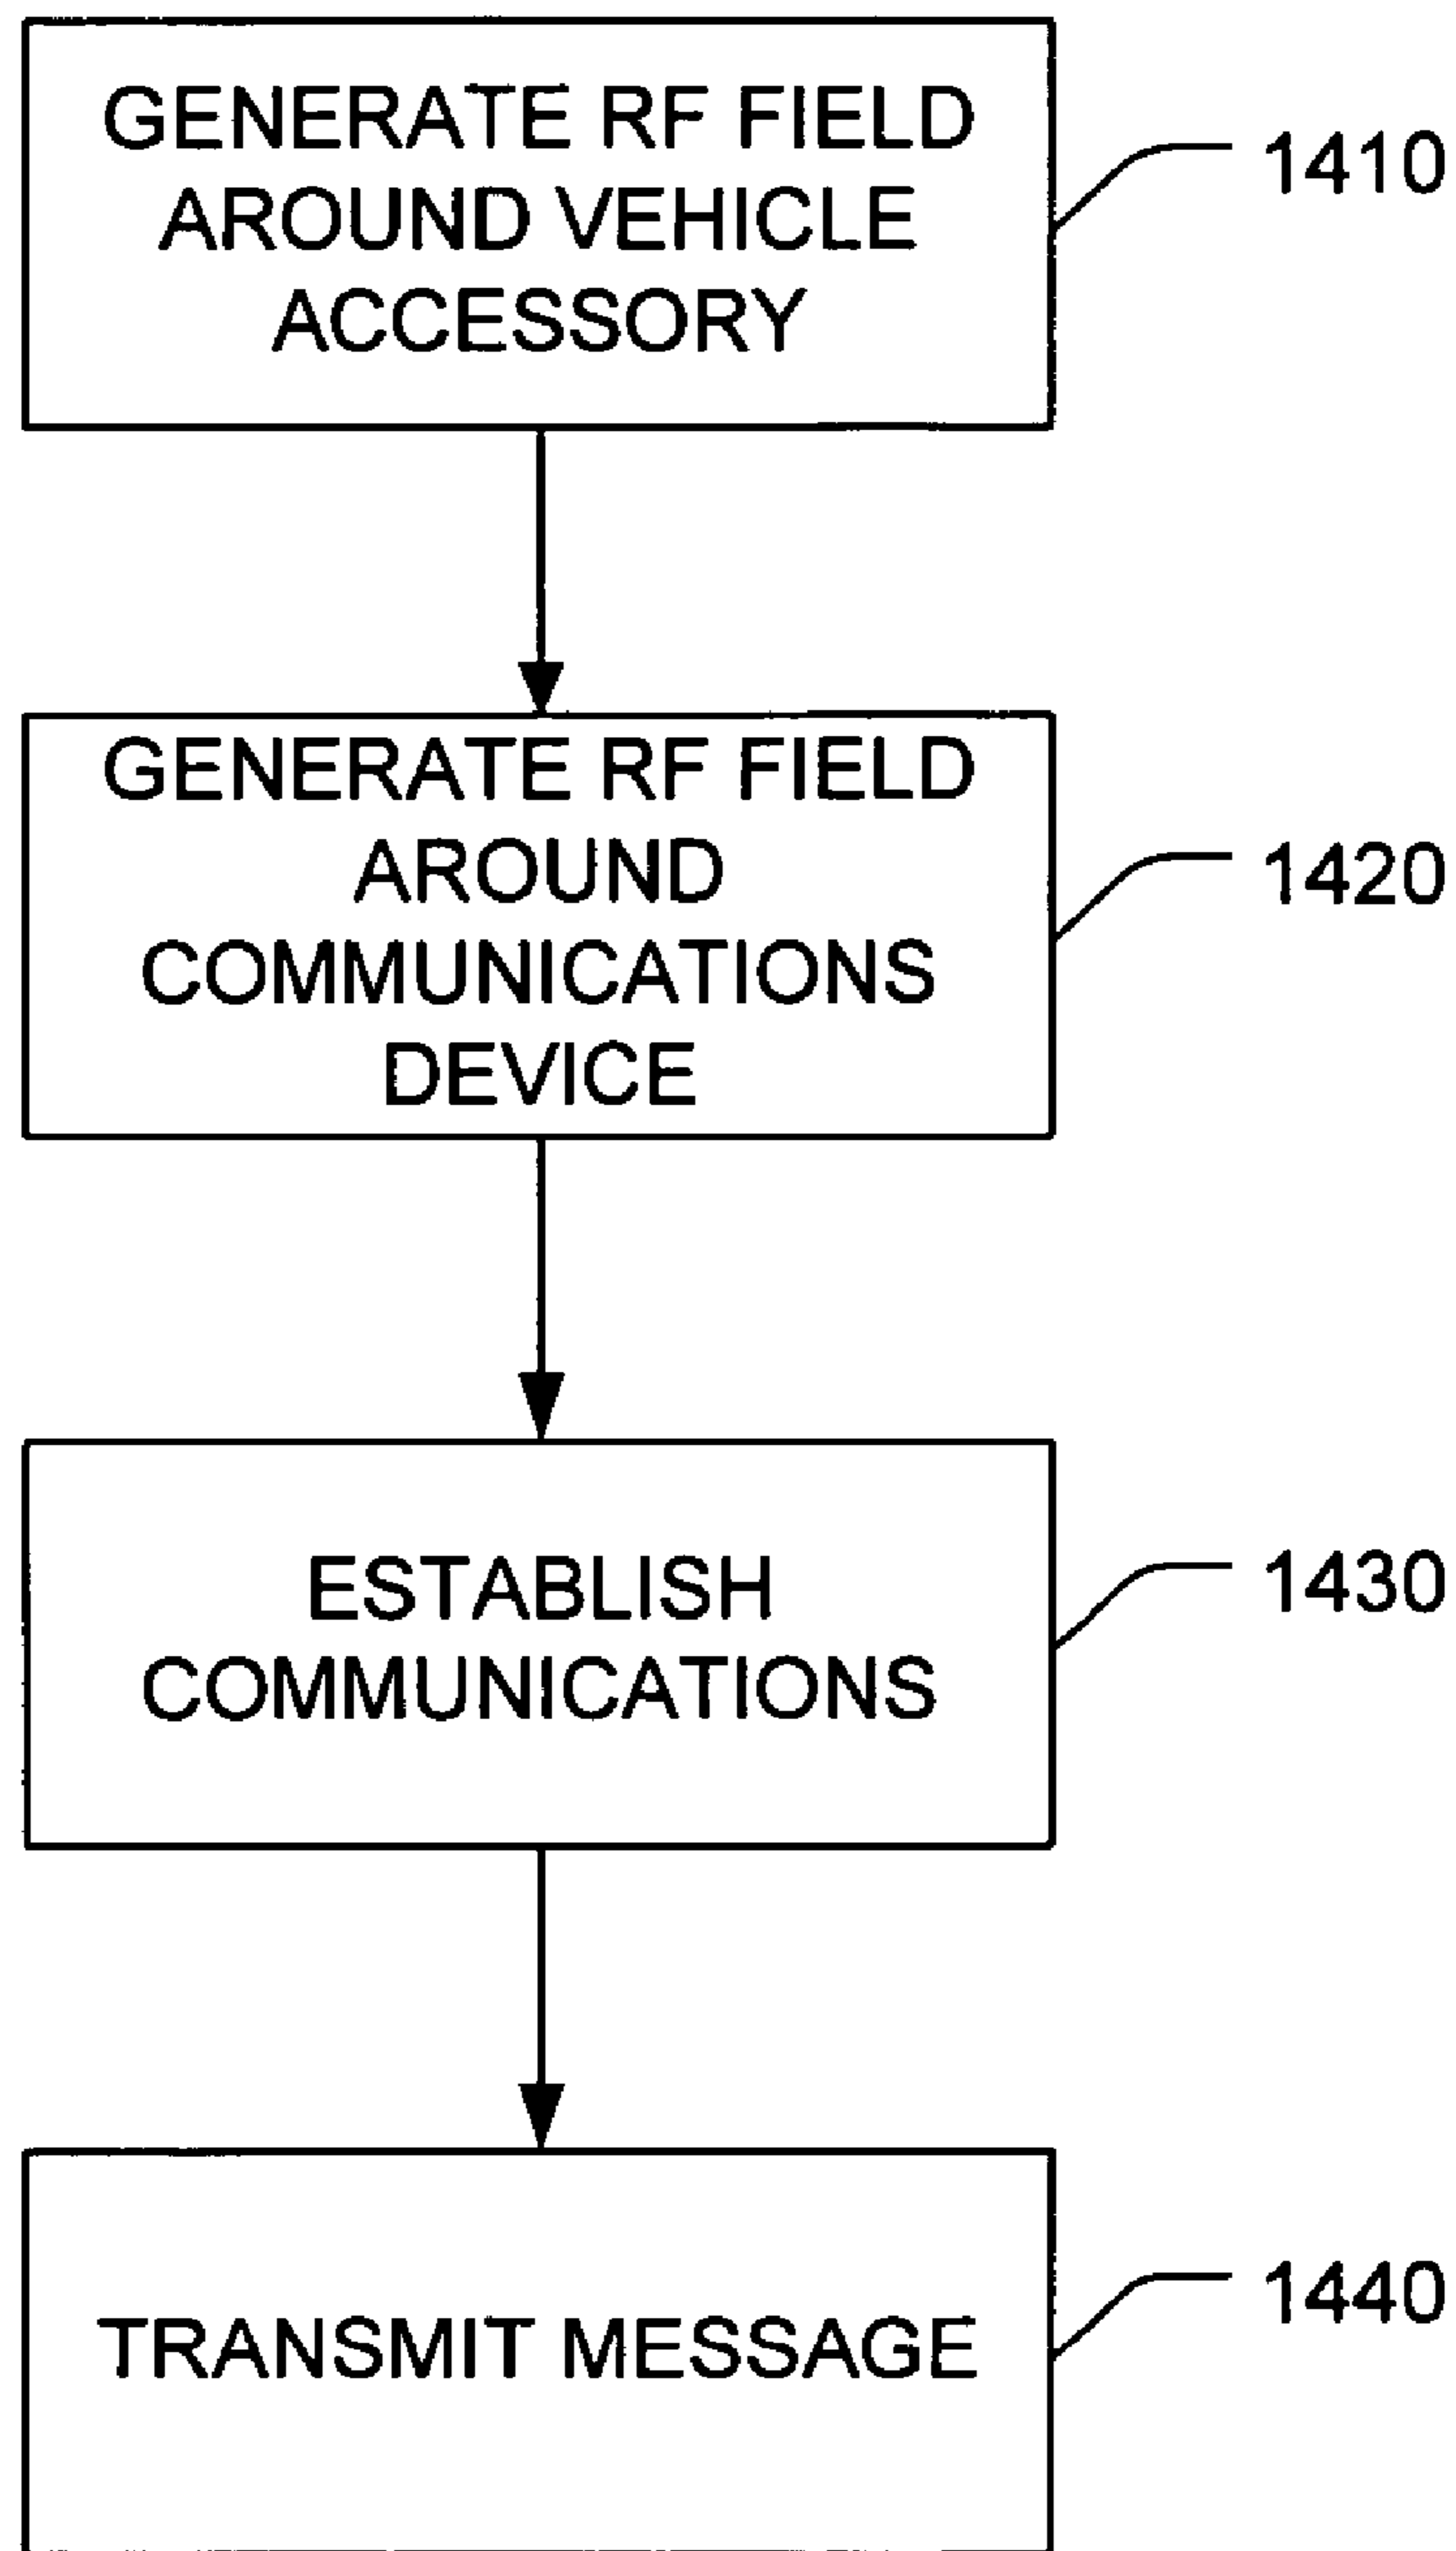 GENERATE RF FIELD
AROUND VEHICLE
ACCESSORY
1410
GENERATE RF FIELD
AROUND
COMMUNICATIONS
DEVICE
1420
ESTABLISH
COMMUNICATIONS
1430
TRANSMIT MESSAGE
1440